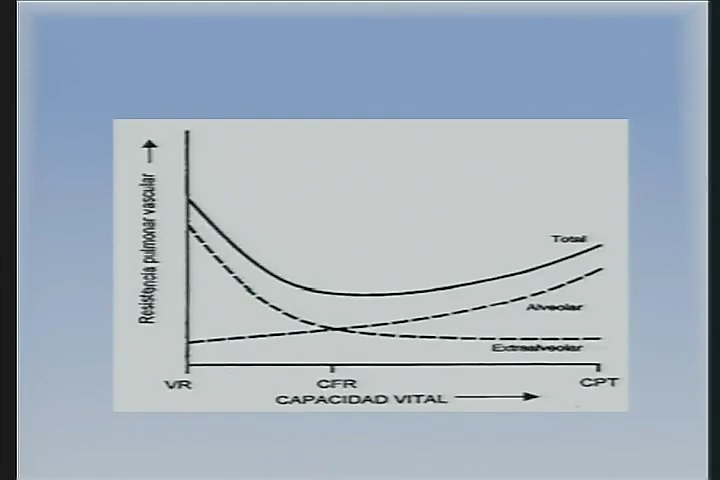 Resistencia pulmonar vascular
Total
Alveolar
Extraalveolar
VR
CFR
CPT
CAPACIDAD VITAL